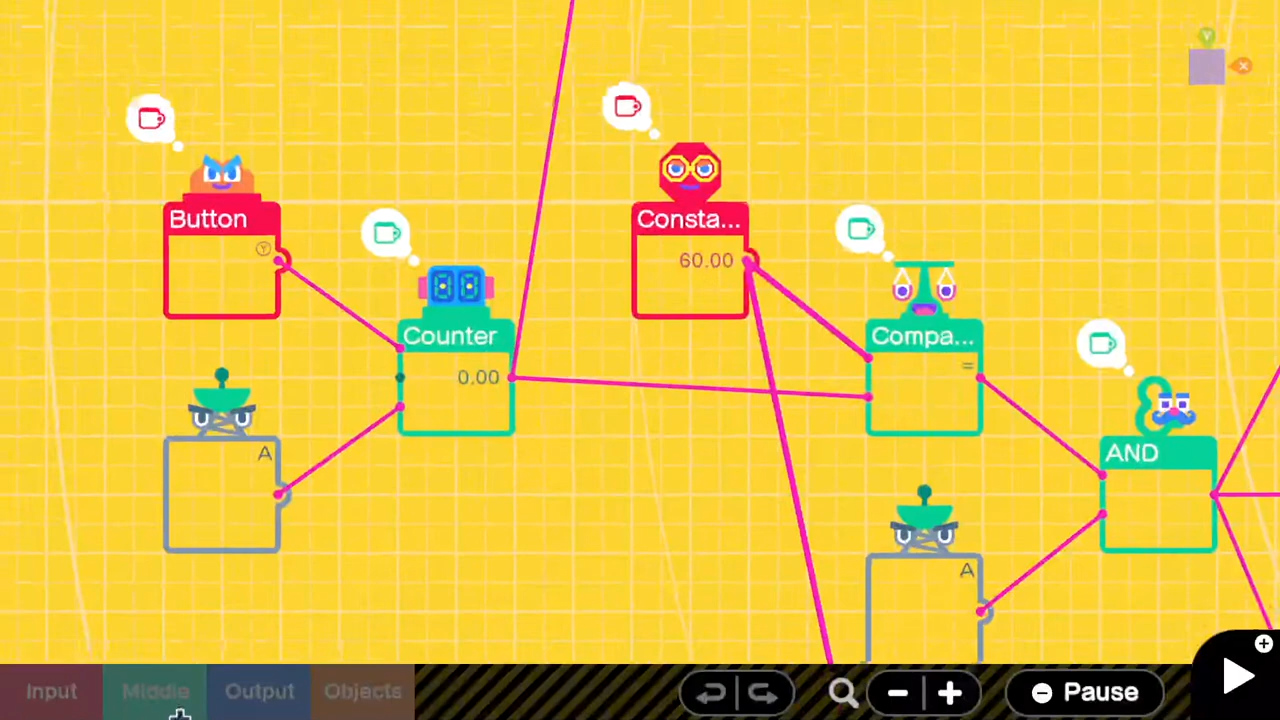 Y
X
Button
Y
Counter
0.00
A
Consta...
60.00
Compa...
=
AND
A
Input
Middle
Output
Objects
Pause